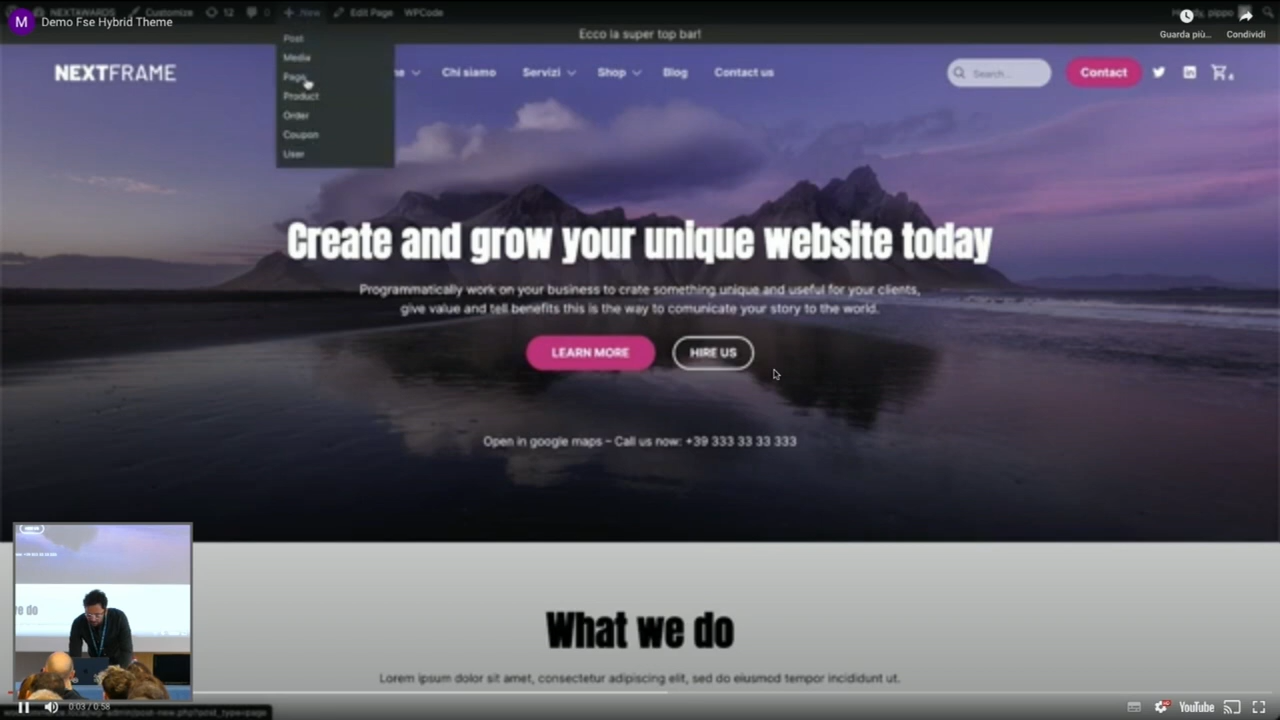 NEXTAWARDS Customize 12 0 New Edit Page WPCode
M Demo Fse Hybrid Theme
Guarda più... Condividi
Ecco la super top bar!
Post
Media
Page
Product
Order
Coupon
User
NEXTFRAME Chi siamo Servizi Shop Blog Contact us Search... Contact 4
Create and grow your unique website today
Programmatically work on your business to crate something unique and useful for your clients,
give value and tell benefits this is the way to comunicate your story to the world.
LEARN MORE HIRE US
Open in google maps – Call us now: +39 333 33 33 333
What we do
Lorem ipsum dolor sit amet, consectetur adipiscing elit, sed do eiusmod tempor incididunt ut.
0:03 / 0:58 YouTube